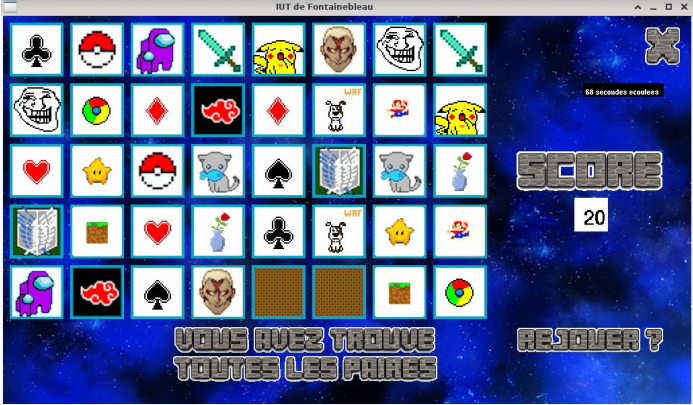 IUT de Fontainebleau
WAF
68 secondes ecoulees
SCORE
20
WAF
VOUS AVEZ TROUVE
TOUTES LES PAIRES
REJOUER ?